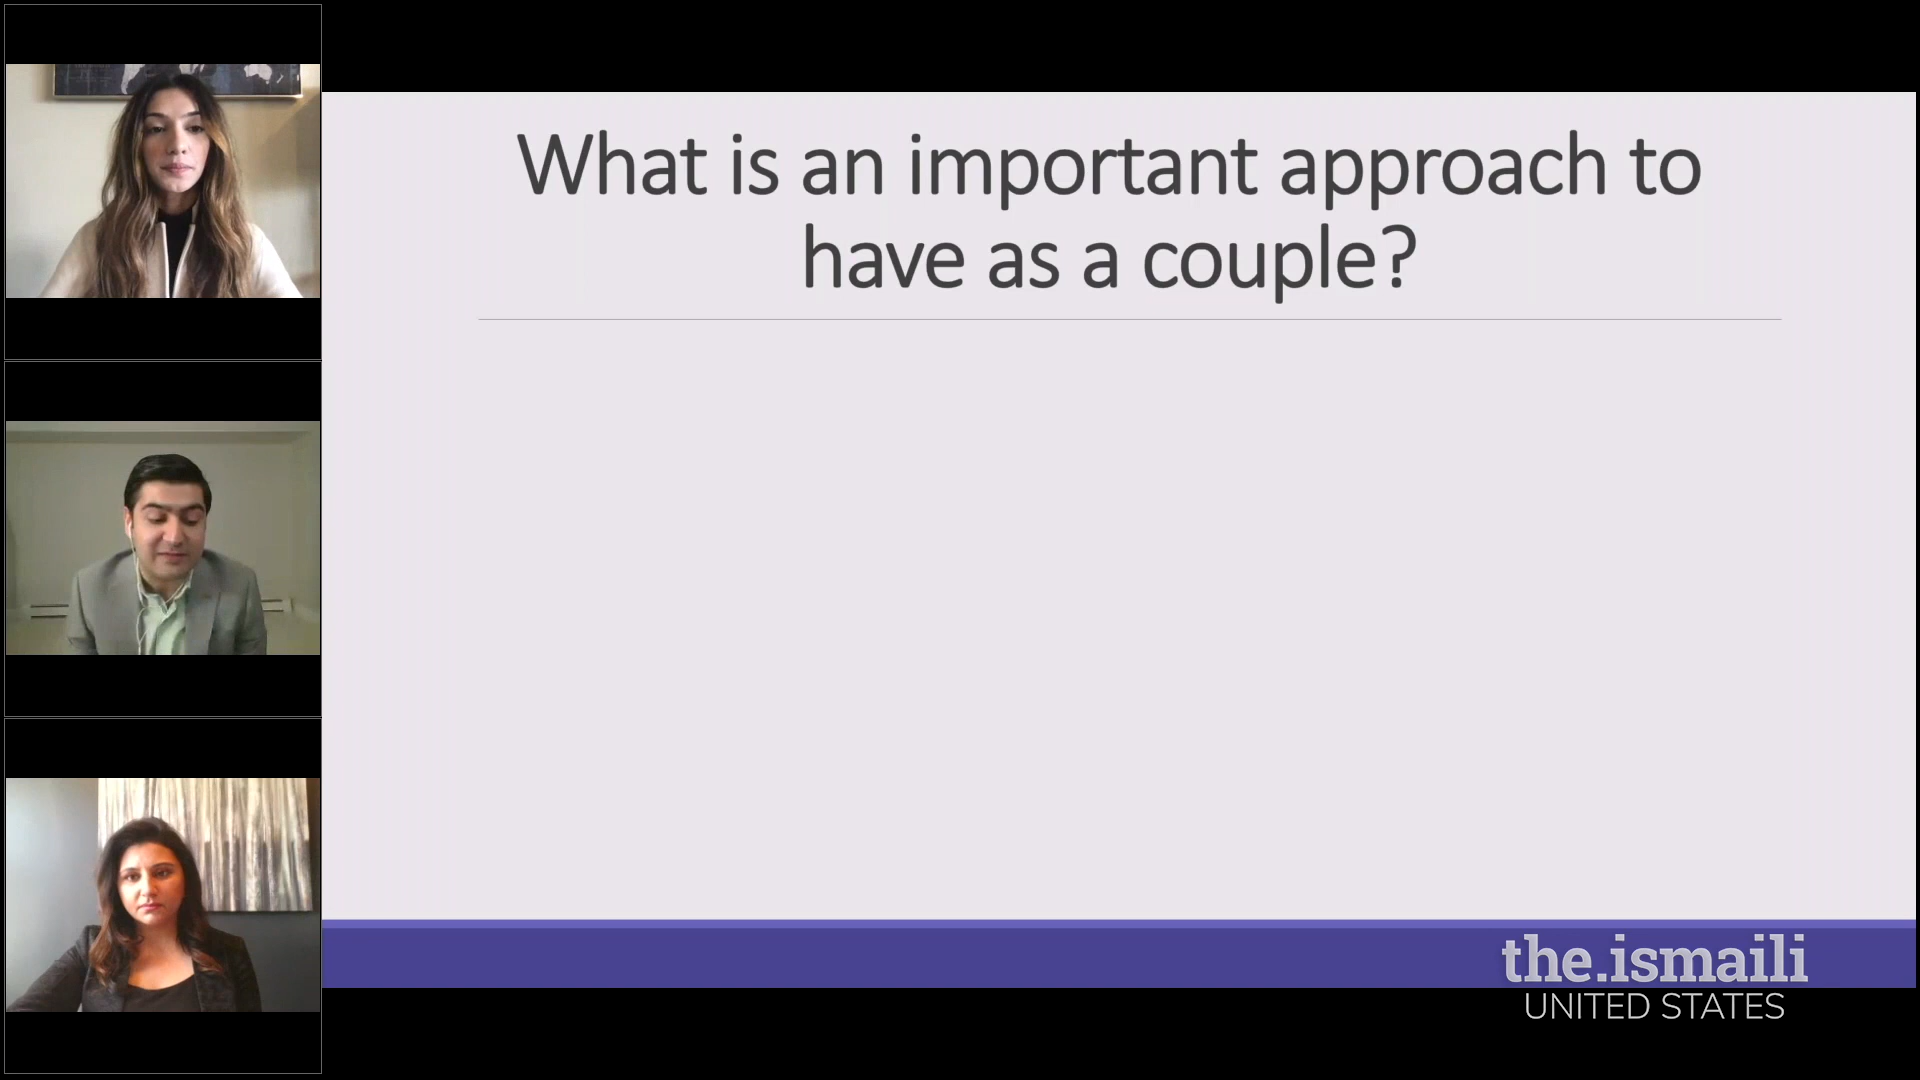 What is an important approach to
have as a couple?
the.ismaili
UNITED STATES